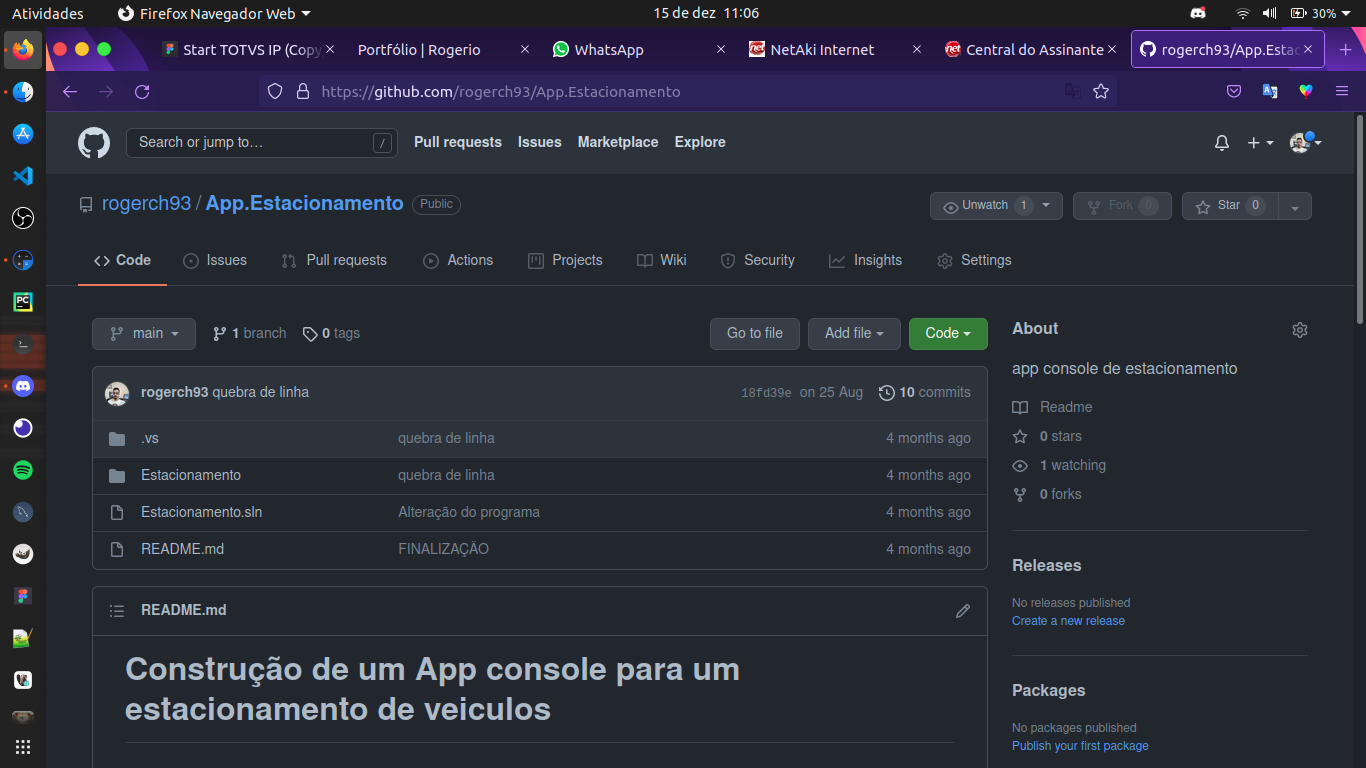 Atividades Firefox Navegador Web 15 de dez 11:06 30%
Start TOTVS IP (Copy Portfólio | Rogerio WhatsApp NetAki Internet Central do Assinante rogerch93/App.Estac
https://github.com/rogerch93/App.Estacionamento
Search or jump to… / Pull requests Issues Marketplace Explore
rogerch93 / App.Estacionamento Public Unwatch 1 Fork 0 Star 0
Code Issues Pull requests Actions Projects Wiki Security Insights Settings
main 1 branch 0 tags Go to file Add file Code
rogerch93 quebra de linha 18fd39e on 25 Aug 10 commits
.vs quebra de linha 4 months ago
Estacionamento quebra de linha 4 months ago
Estacionamento.sln Alteração do programa 4 months ago
README.md FINALIZAÇÃO 4 months ago
README.md
Construção de um App console para um
estacionamento de veiculos
About
app console de estacionamento
Readme
0 stars
1 watching
0 forks
Releases
No releases published
Create a new release
Packages
No packages published
Publish your first package